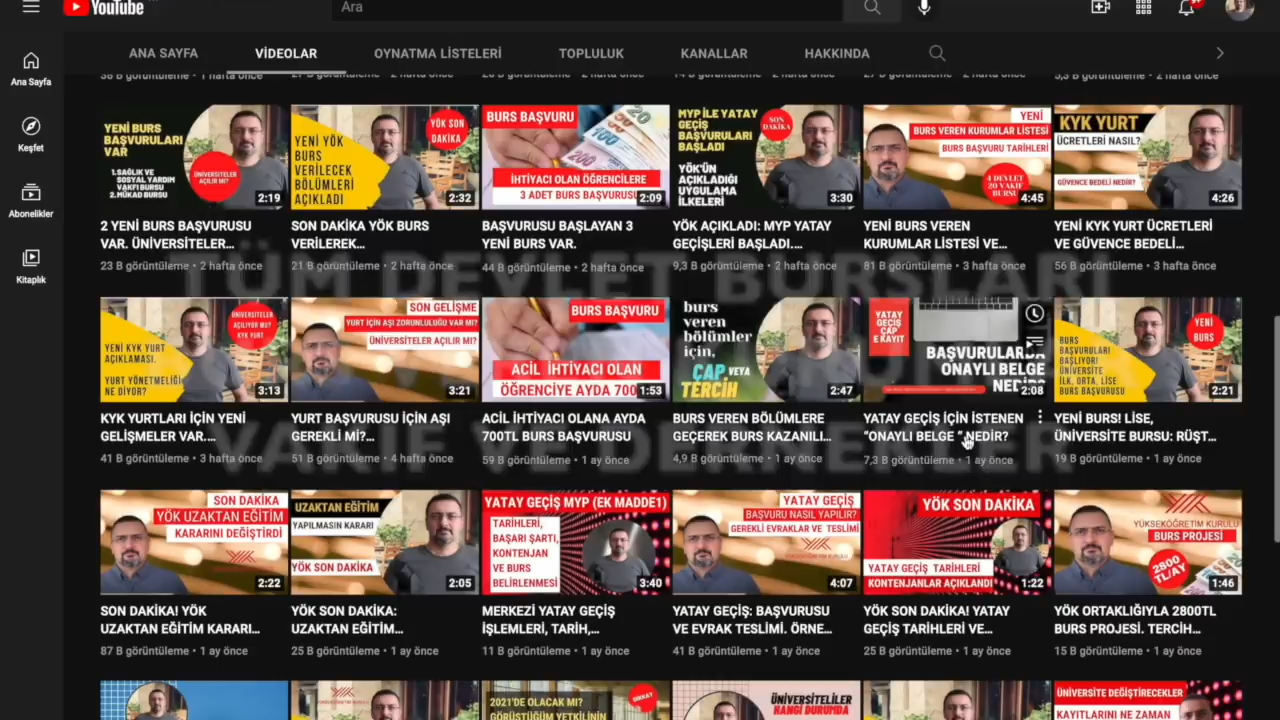 YouTube
Ara
ANA SAYFA
VİDEOLAR
OYNATMA LİSTELERİ
TOPLULUK
KANALLAR
HAKKINDA
Ana Sayfa
Keşfet
Abonelikler
Kitaplık
YENİ BURS
BAŞVURULARI
VAR
1.SAĞLIK VE
SOSYAL YARDIM
VAKFI BURSU
2. MÜKAD BURSU
ÜNİVERSİTELER
AÇILIR MI?
2:19
YENİ YÖK
BURS
VERİLECEK
BÖLÜMLERİ
AÇIKLADI
YÖK SON
DAKİKA
2:32
BURS BAŞVURU
İHTİYACI OLAN ÖĞRENCİLERE
3 ADET BURS BAŞVURUSU
2:09
MYP İLE YATAY
GEÇİŞ
BAŞVURULARI
BAŞLADI
YÖK'ÜN
AÇIKLADIĞI
UYGULAMA
İLKELERİ
SON
DAKİKA
3:30
YENİ
BURS VEREN KURUMLAR LİSTESİ
BURS BAŞVURU TARİHLERİ
4 DEVLET
20 VAKIF
BURSU
4:45
KYK YURT
ÜCRETLERİ NASIL?
GÜVENCE BEDELİ NEDİR?
4:26
2 YENİ BURS BAŞVURUSU
VAR. ÜNİVERSİTELER...
23 B görüntüleme • 2 hafta önce
SON DAKİKA YÖK BURS
VERİLEREK...
21 B görüntüleme • 2 hafta önce
BAŞVURUSU BAŞLAYAN 3
YENİ BURS VAR.
44 B görüntüleme • 2 hafta önce
YÖK AÇIKLADI: MYP YATAY
GEÇİŞLERİ BAŞLADI....
9,3 B görüntüleme • 2 hafta önce
YENİ BURS VEREN
KURUMLAR LİSTESİ VE...
81 B görüntüleme • 3 hafta önce
YENİ KYK YURT ÜCRETLERİ
VE GÜVENCE BEDELİ...
56 B görüntüleme • 3 hafta önce
TÜM DEVLET BURSLARI
VAKIF
ÜNİVERSİTELER
AÇILIYOR MU?
KYK YURT
YENİ KYK YURT
AÇIKLAMASI.
YURT YÖNETMELİĞİ
NE DİYOR?
3:13
SON GELİŞME
YURT İÇİN AŞI ZORUNLULUĞU VAR MI?
ÜNİVERSİTELER AÇILIR MI?
3:21
BURS BAŞVURU
ACİL İHTİYACI OLAN
ÖĞRENCİYE AYDA 700
1:53
burs
veren
bölümler
için,
ÇAP VEYA
TERCİH
2:47
YATAY
GEÇİŞ
ÇAP
E KAYIT
BAŞVURULARDA
ONAYLI BELGE
NEDİR?
2:08
BURS
BAŞVURULARI
BAŞLIYOR!
ÜNİVERSİTE
İLK, ORTA, LİSE
BURS BAŞVURUSU
YENİ
BURS
2:21
KYK YURTLARI İÇİN YENİ
GELİŞMELER VAR....
41 B görüntüleme • 3 hafta önce
YURT BAŞVURUSU İÇİN AŞI
GEREKLİ Mİ?...
51 B görüntüleme • 4 hafta önce
ACİL İHTİYACI OLANA AYDA
700TL BURS BAŞVURUSU
59 B görüntüleme • 1 ay önce
BURS VEREN BÖLÜMLERE
GEÇEREK BURS KAZANILI...
4,9 B görüntüleme • 1 ay önce
YATAY GEÇİŞ İÇİN İSTENEN
“ONAYLI BELGE “ NEDİR?
7,3 B görüntüleme • 1 ay önce
YENİ BURS! LİSE,
ÜNİVERSİTE BURSU: RÜŞT...
19 B görüntüleme • 1 ay önce
SON DAKİKA
YÖK UZAKTAN EĞİTİM
KARARINI DEĞİŞTİRDİ
2:22
UZAKTAN EĞİTİM
YAPILMASIN KARARI
YÖK SON DAKİKA
2:05
YATAY GEÇİŞ MYP (EK MADDE1)
TARİHLERİ,
BAŞARI ŞARTI,
KONTENJAN
VE BURS
BELİRLENMESİ
3:40
YATAY GEÇİŞ
BAŞVURU NASIL YAPILIR?
GEREKLİ EVRAKLAR VE TESLİMİ
4:07
YÖK SON DAKİKA
YATAY GEÇİŞ TARİHLERİ
KONTENJANLAR AÇIKLANDI
1:22
YÜKSEKÖĞRETİM KURULU
BURS PROJESİ
2800
TL/AY
1:46
SON DAKİKA! YÖK
UZAKTAN EĞİTİM KARARI...
87 B görüntüleme • 1 ay önce
YÖK SON DAKİKA:
UZAKTAN EĞİTİM...
25 B görüntüleme • 1 ay önce
MERKEZİ YATAY GEÇİŞ
İŞLEMLERİ, TARİH,...
11 B görüntüleme • 1 ay önce
YATAY GEÇİŞ: BAŞVURUSU
VE EVRAK TESLİMİ. ÖRNE...
41 B görüntüleme • 1 ay önce
YÖK SON DAKİKA! YATAY
GEÇİŞ TARİHLERİ VE...
25 B görüntüleme • 1 ay önce
YÖK ORTAKLIĞIYLA 2800TL
BURS PROJESİ. TERCİH...
15 B görüntüleme • 1 ay önce
2021'DE OLACAK MI?
GÖRÜŞTÜĞÜM YETKİLİNİN
DİKKAT
ÜNİVERSİTELİLER
HANGİ DURUMDA
ÜNİVERSİTE DEĞİŞTİRECEKLER
KAYITLARINI NE ZAMAN